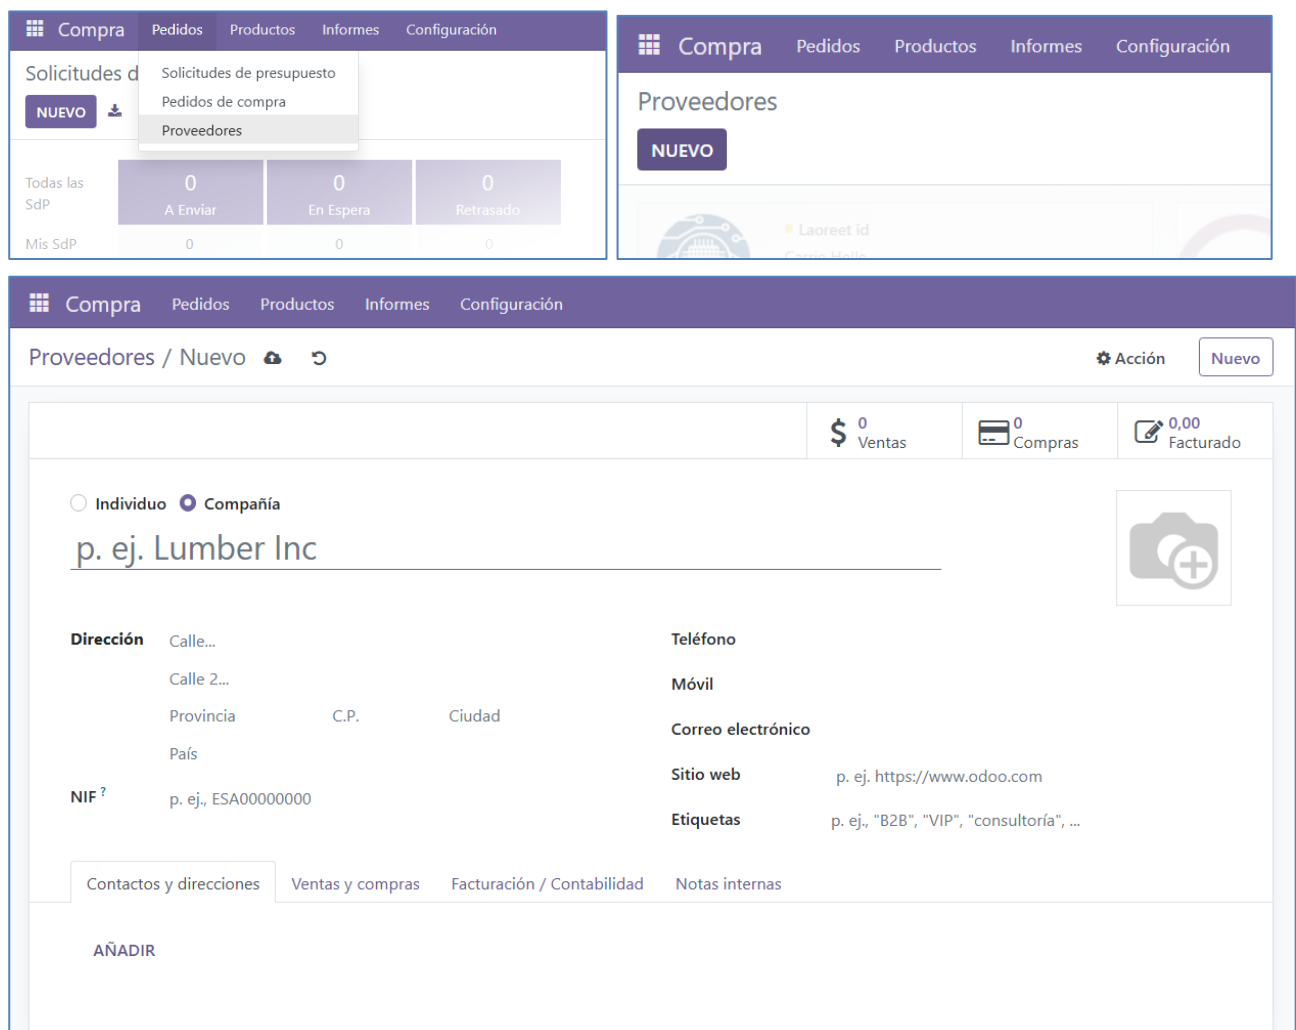 Compra Pedidos Productos Informes Configuración
Solicitudes d
Solicitudes de presupuesto
NUEVO
Pedidos de compra
Proveedores
Todas las SdP
0 0 0
A Enviar En Espera Retrasado
Mis SdP 0 0 0
Compra Pedidos Productos Informes Configuración
Proveedores
NUEVO
Laoreet id
Carrie Helle
Compra Pedidos Productos Informes Configuración
Proveedores / Nuevo Acción Nuevo
0 Ventas 0 Compras 0,00 Facturado
Individuo Compañía
p. ej. Lumber Inc
Dirección Calle...
Calle 2...
Provincia C.P. Ciudad
País
NIF ? p. ej., ESA00000000
Teléfono
Móvil
Correo electrónico
Sitio web p. ej. https://www.odoo.com
Etiquetas p. ej., "B2B", "VIP", "consultoría", ...
Contactos y direcciones Ventas y compras Facturación / Contabilidad Notas internas
AÑADIR